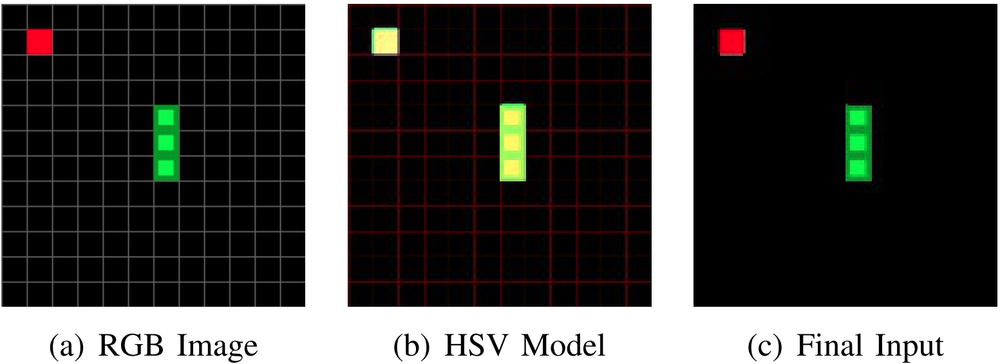 (a) RGB Image
(b) HSV Model
(c) Final Input